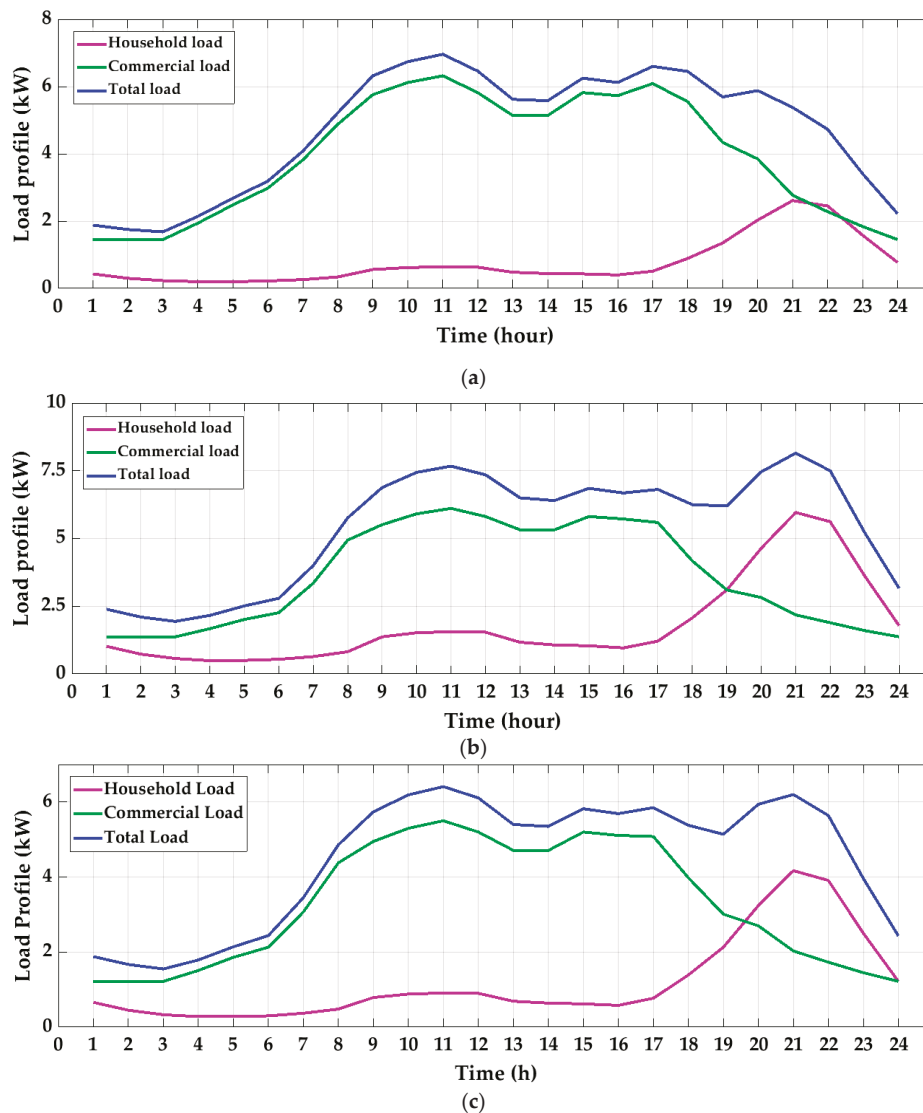 8
6
4
2
0
Load profile (kW)
Household load
Commercial load
Total load
0 1 2 3 4 5 6 7 8 9 10 11 12 13 14 15 16 17 18 19 20 21 22 23 24
Time (hour)
(a)
10
7.5
5
2.5
0
Load profile (kW)
Household load
Commercial load
Total load
0 1 2 3 4 5 6 7 8 9 10 11 12 13 14 15 16 17 18 19 20 21 22 23 24
Time (hour)
(b)
6
4
2
0
Load Profile (kW)
Household Load
Commercial Load
Total Load
0 1 2 3 4 5 6 7 8 9 10 11 12 13 14 15 16 17 18 19 20 21 22 23 24
Time (h)
(c)